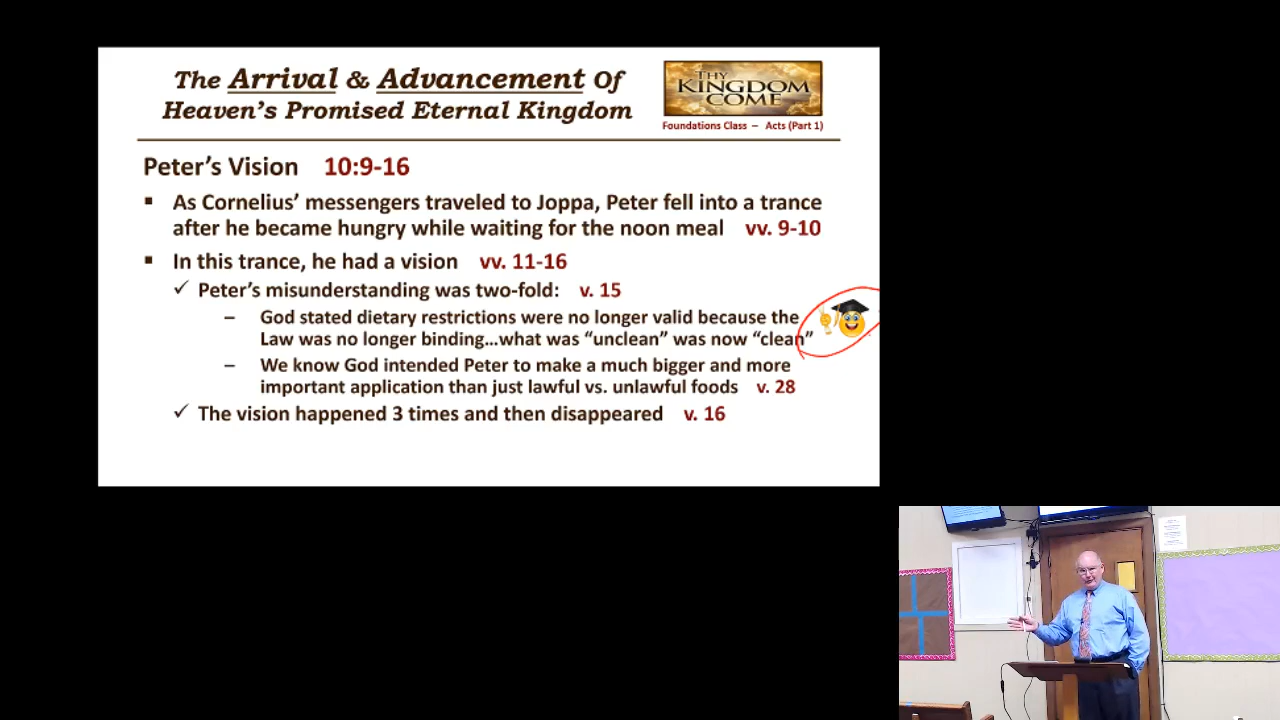 The Arrival & Advancement Of
Heaven's Promised Eternal Kingdom
THY
KINGDOM
COME
Foundations Class – Acts (Part 1)
Peter's Vision 10:9-16
▪ As Cornelius' messengers traveled to Joppa, Peter fell into a trance
after he became hungry while waiting for the noon meal vv. 9-10
▪ In this trance, he had a vision vv. 11-16
✓ Peter's misunderstanding was two-fold: v. 15
– God stated dietary restrictions were no longer valid because the
Law was no longer binding...what was "unclean" was now "clean"
– We know God intended Peter to make a much bigger and more
important application than just lawful vs. unlawful foods v. 28
✓ The vision happened 3 times and then disappeared v. 16